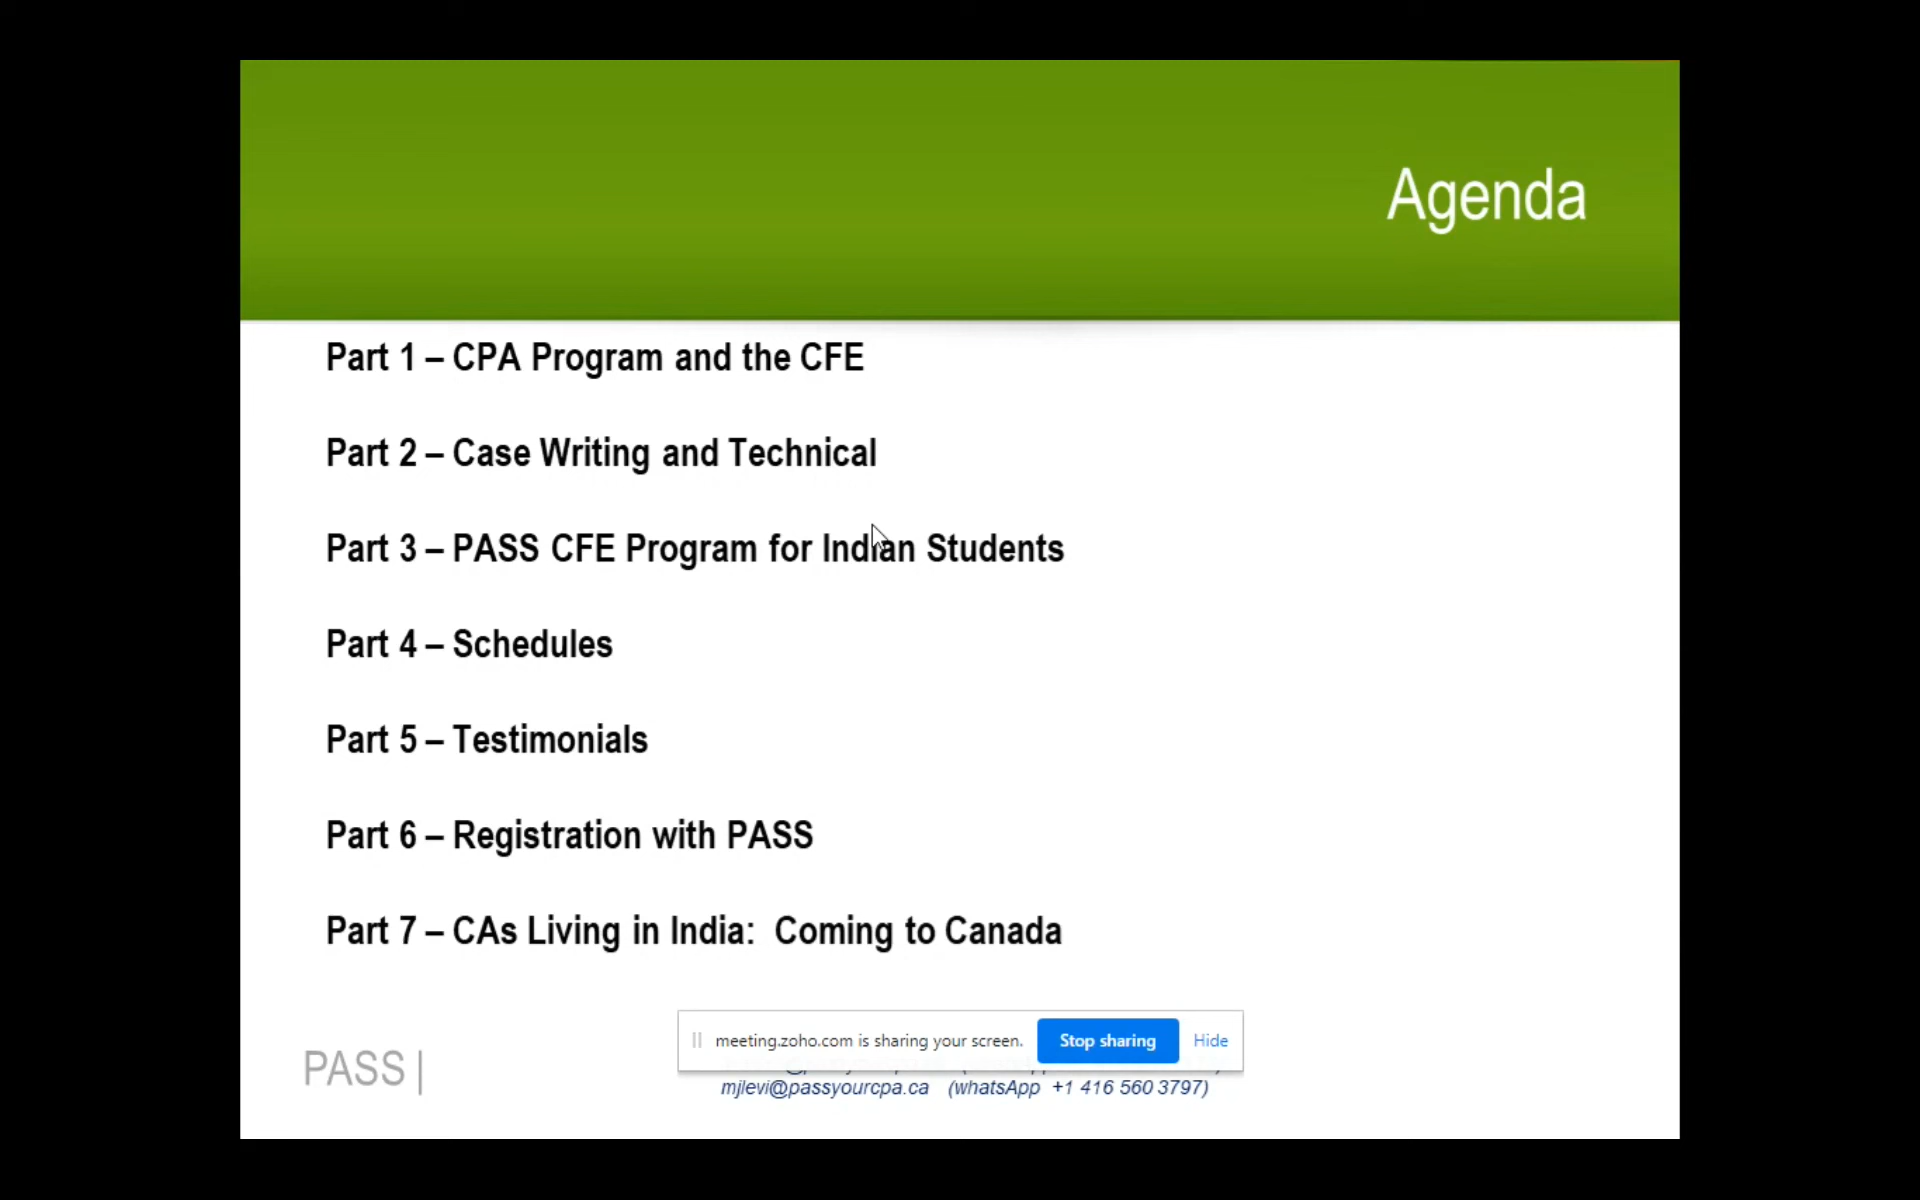 Agenda
Part 1 – CPA Program and the CFE
Part 2 – Case Writing and Technical
Part 3 – PASS CFE Program for Indian Students
Part 4 – Schedules
Part 5 – Testimonials
Part 6 – Registration with PASS
Part 7 – CAs Living in India:  Coming to Canada
meeting.zoho.com is sharing your screen. Stop sharing Hide
PASS |
mjlevi@passyourcpa.ca (whatsApp +1 416 560 3797)